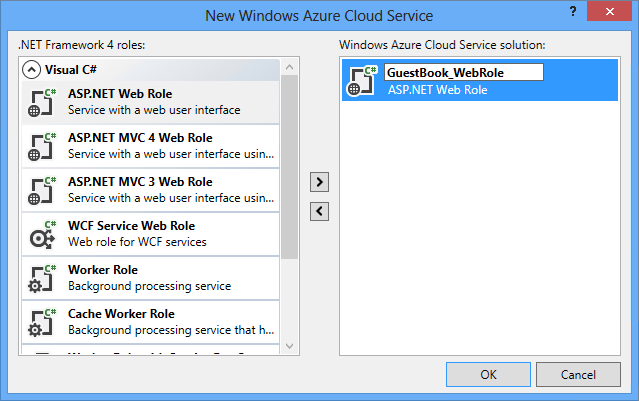 New Windows Azure Cloud Service
?
.NET Framework 4 roles:
Visual C#
C#
ASP.NET Web Role
Service with a web user interface
C#
ASP.NET MVC 4 Web Role
Service with a web user interface usin...
C#
ASP.NET MVC 3 Web Role
Service with a web user interface usin...
C#
WCF Service Web Role
Web role for WCF services
C#
Worker Role
Background processing service
C#
Cache Worker Role
Background processing service that h...
Windows Azure Cloud Service solution:
C#
GuestBook_WebRole
ASP.NET Web Role
OK
Cancel